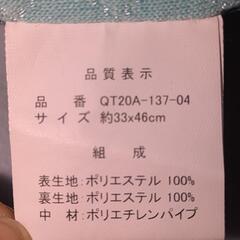 品質表示
品 番 QT20A-137-04
サイズ 約33x46cm
組 成
表生地:ポリエステル 100%
裏生地:ポリエステル 100%
中 材:ポリエチレンパイプ